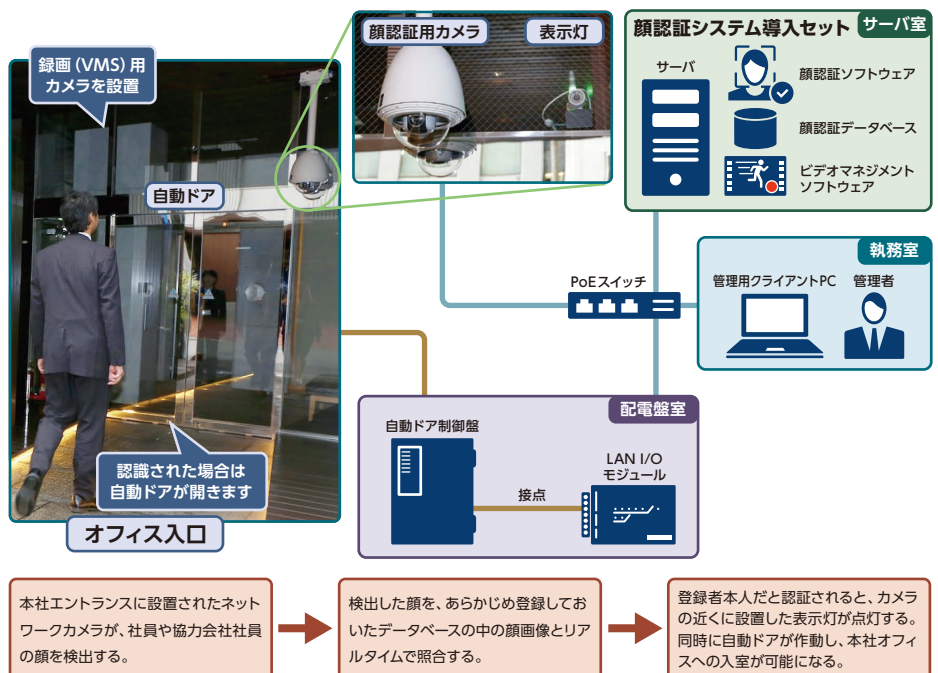 録画（VMS）用
カメラを設置
自動ドア
認識された場合は
自動ドアが開きます
オフィス入口
顔認証用カメラ
表示灯
顔認証システム導入セット
サーバ室
サーバ
顔認証ソフトウェア
顔認証データベース
ビデオマネジメント
ソフトウェア
PoEスイッチ
執務室
管理用クライアントPC
管理者
配電盤室
自動ドア制御盤
接点
LAN I/O
モジュール
本社エントランスに設置されたネット
ワークカメラが、社員や協力会社社員
の顔を検出する。
検出した顔を、あらかじめ登録してお
いたデータベースの中の顔画像とリア
ルタイムで照合する。
登録者本人だと認証されると、カメラ
の近くに設置した表示灯が点灯する。
同時に自動ドアが作動し、本社オフィ
スへの入室が可能になる。